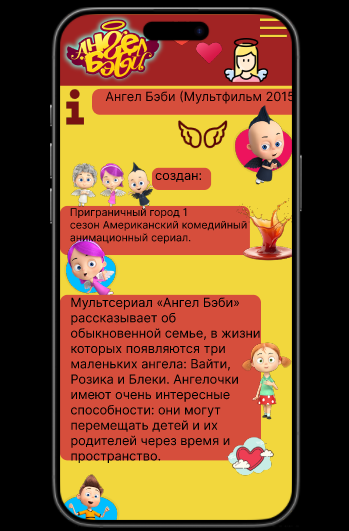 Ангел
Бэби
Ангел Бэби (Мультфильм 2015
создан:
Приграничный город 1
сезон Американский комедийный
анимационный сериал.
Мультсериал «Ангел Бэби»
рассказывает об
обыкновенной семье, в жизни
которых появляются три
маленьких ангела: Вайти,
Розика и Блеки. Ангелочки
имеют очень интересные
способности: они могут
перемещать детей и их
родителей через время и
пространство.